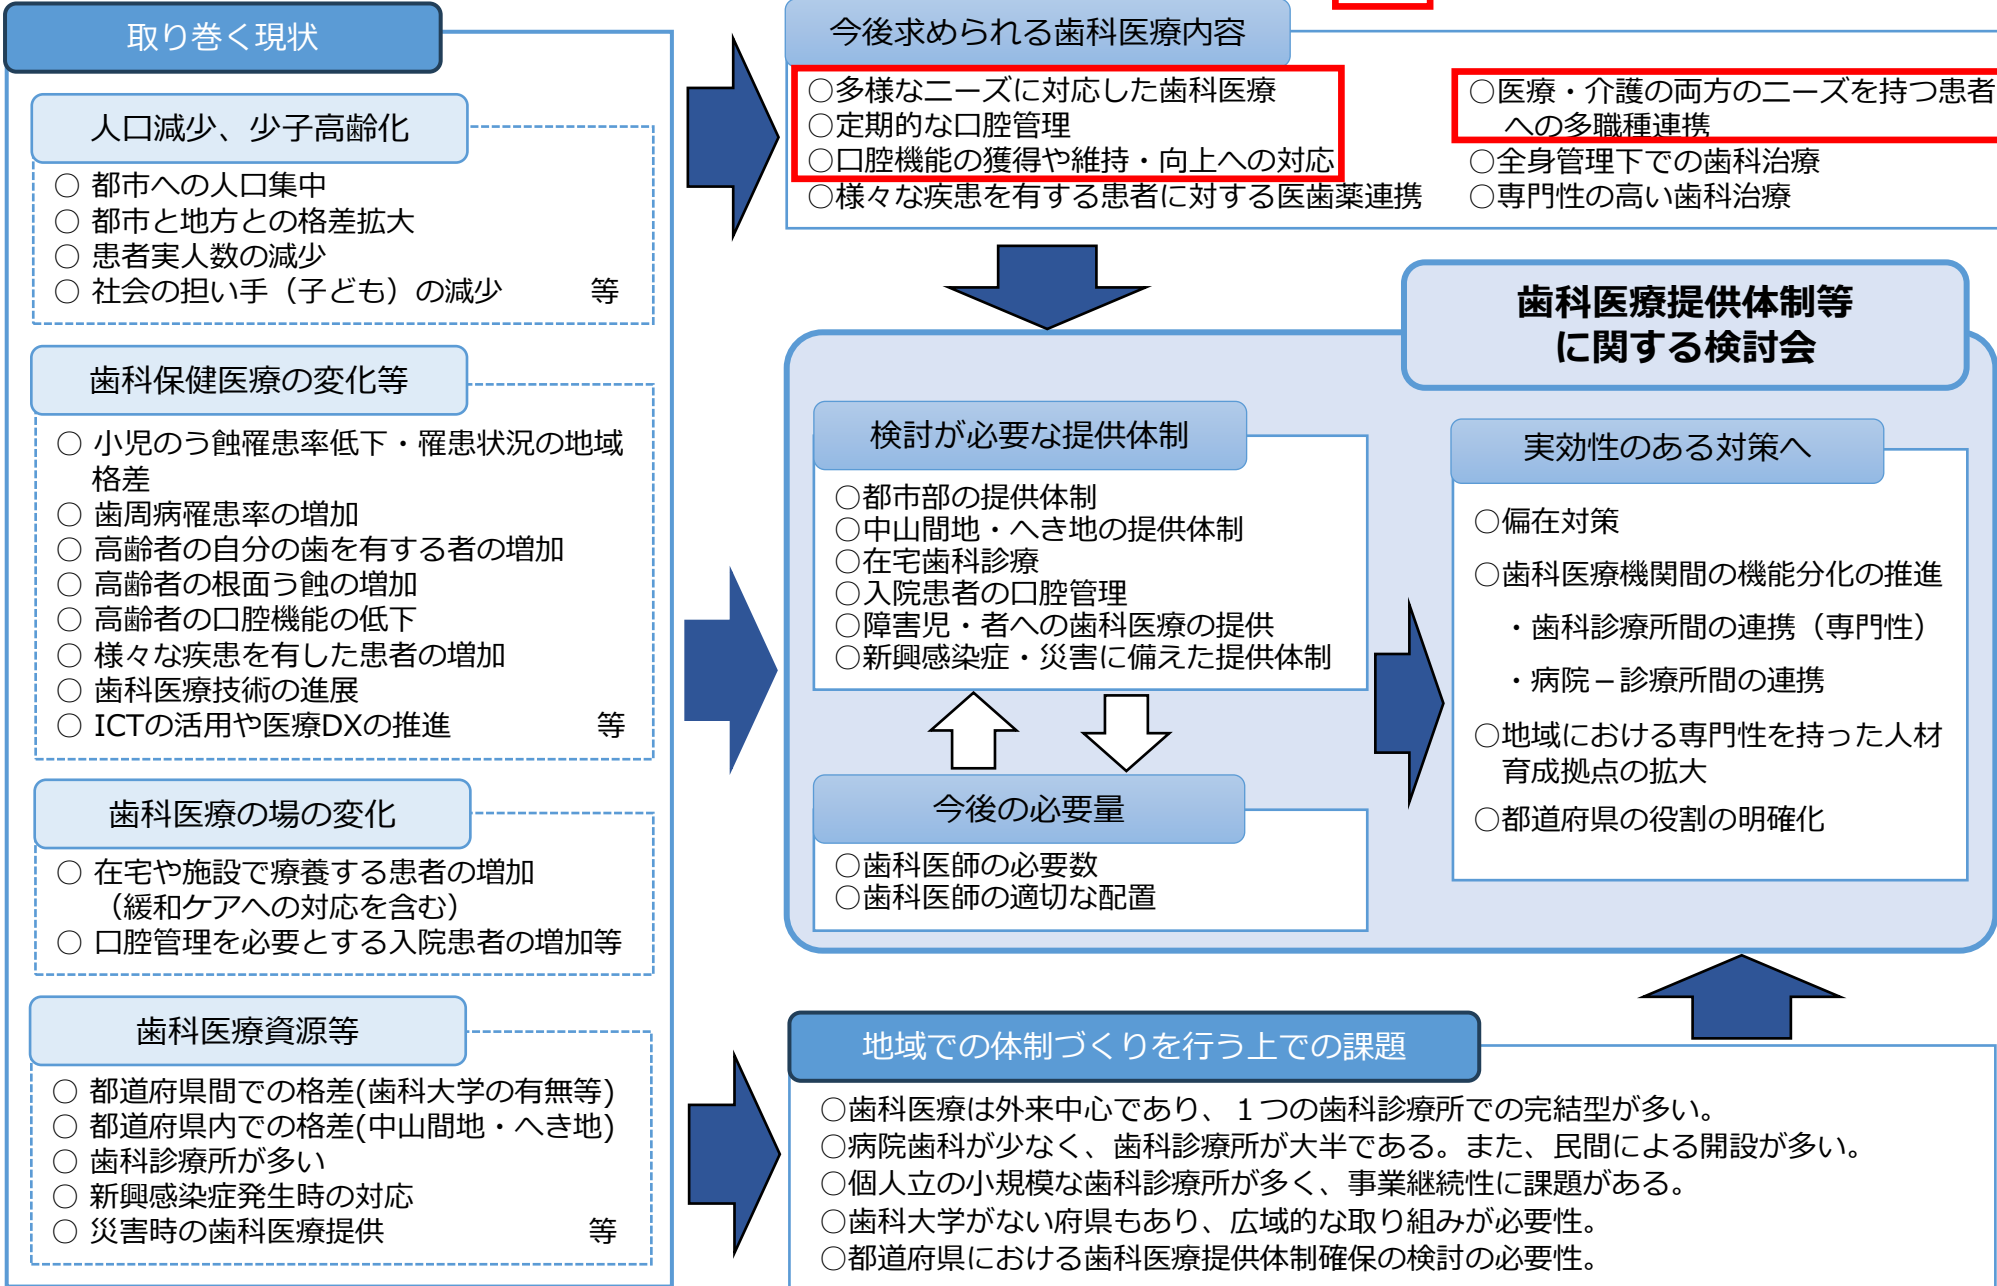 取り巻く現状
人口減少、少子高齢化
○ 都市への人口集中
○ 都市と地方との格差拡大
○ 患者実人数の減少
○ 社会の担い手（子ども）の減少 等
歯科保健医療の変化等
○ 小児のう蝕罹患率低下・罹患状況の地域
格差
○ 歯周病罹患率の増加
○ 高齢者の自分の歯を有する者の増加
○ 高齢者の根面う蝕の増加
○ 高齢者の口腔機能の低下
○ 様々な疾患を有した患者の増加
○ 歯科医療技術の進展
○ ICTの活用や医療DXの推進 等
歯科医療の場の変化
○ 在宅や施設で療養する患者の増加
（緩和ケアへの対応を含む）
○ 口腔管理を必要とする入院患者の増加等
歯科医療資源等
○ 都道府県間での格差(歯科大学の有無等)
○ 都道府県内での格差(中山間地・へき地)
○ 歯科診療所が多い
○ 新興感染症発生時の対応
○ 災害時の歯科医療提供 等
今後求められる歯科医療内容
○多様なニーズに対応した歯科医療
○定期的な口腔管理
○口腔機能の獲得や維持・向上への対応
○様々な疾患を有する患者に対する医歯薬連携
○医療・介護の両方のニーズを持つ患者
への多職種連携
○全身管理下での歯科治療
○専門性の高い歯科治療
歯科医療提供体制等
に関する検討会
検討が必要な提供体制
○都市部の提供体制
○中山間地・へき地の提供体制
○在宅歯科診療
○入院患者の口腔管理
○障害児・者への歯科医療の提供
○新興感染症・災害に備えた提供体制
今後の必要量
○歯科医師の必要数
○歯科医師の適切な配置
実効性のある対策へ
○偏在対策
○歯科医療機関間の機能分化の推進
・歯科診療所間の連携（専門性）
・病院－診療所間の連携
○地域における専門性を持った人材
育成拠点の拡大
○都道府県の役割の明確化
地域での体制づくりを行う上での課題
○歯科医療は外来中心であり、１つの歯科診療所での完結型が多い。
○病院歯科が少なく、歯科診療所が大半である。また、民間による開設が多い。
○個人立の小規模な歯科診療所が多く、事業継続性に課題がある。
○歯科大学がない府県もあり、広域的な取り組みが必要性。
○都道府県における歯科医療提供体制確保の検討の必要性。